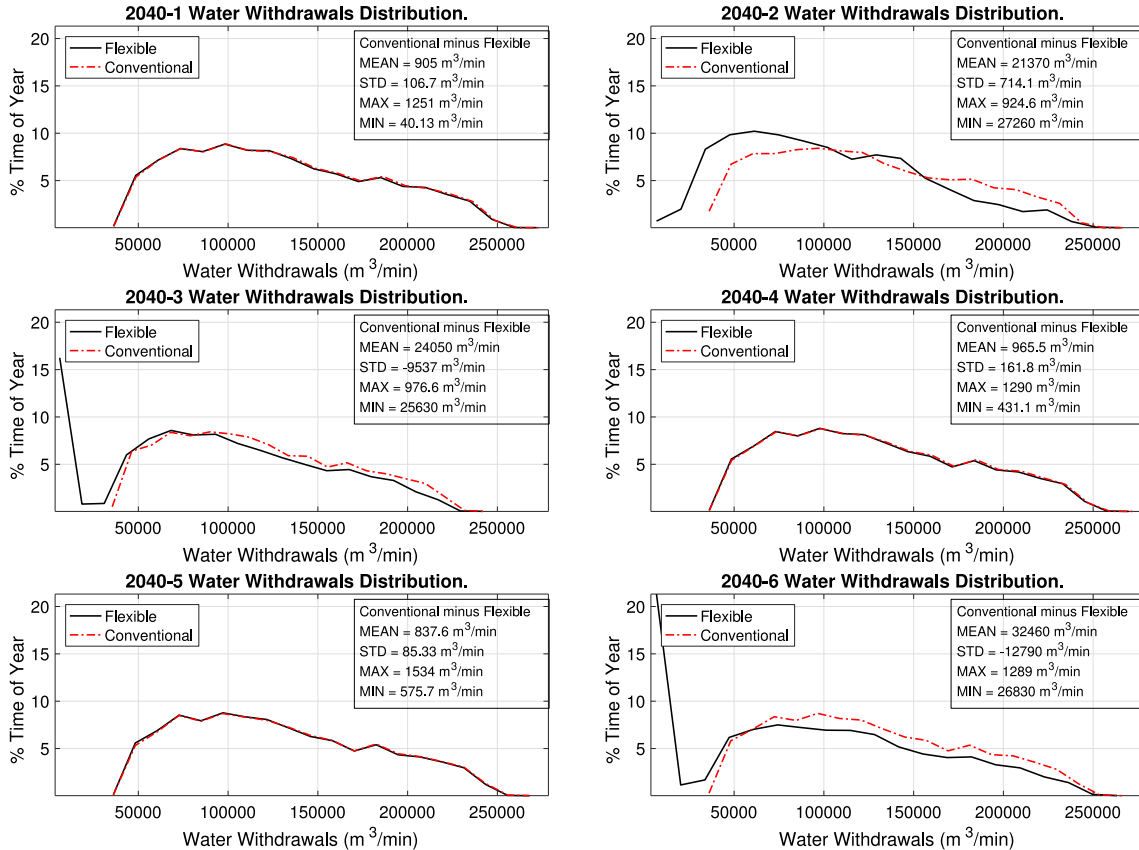 2040-1 Water Withdrawals Distribution.
20
15
10
5
% Time of Year
Flexible
Conventional
Conventional minus Flexible
MEAN = 905 m³/min
STD = 106.7 m³/min
MAX = 1251 m³/min
MIN = 40.13 m³/min
50000 100000 150000 200000 250000
Water Withdrawals (m³/min)
2040-2 Water Withdrawals Distribution.
20
15
10
5
% Time of Year
Flexible
Conventional
Conventional minus Flexible
MEAN = 21370 m³/min
STD = 714.1 m³/min
MAX = 924.6 m³/min
MIN = 27260 m³/min
50000 100000 150000 200000 250000
Water Withdrawals (m³/min)
2040-3 Water Withdrawals Distribution.
20
15
10
5
% Time of Year
Flexible
Conventional
Conventional minus Flexible
MEAN = 24050 m³/min
STD = -9537 m³/min
MAX = 976.6 m³/min
MIN = 25630 m³/min
50000 100000 150000 200000 250000
Water Withdrawals (m³/min)
2040-4 Water Withdrawals Distribution.
20
15
10
5
% Time of Year
Flexible
Conventional
Conventional minus Flexible
MEAN = 965.5 m³/min
STD = 161.8 m³/min
MAX = 1290 m³/min
MIN = 431.1 m³/min
50000 100000 150000 200000 250000
Water Withdrawals (m³/min)
2040-5 Water Withdrawals Distribution.
20
15
10
5
% Time of Year
Flexible
Conventional
Conventional minus Flexible
MEAN = 837.6 m³/min
STD = 85.33 m³/min
MAX = 1534 m³/min
MIN = 575.7 m³/min
50000 100000 150000 200000 250000
Water Withdrawals (m³/min)
2040-6 Water Withdrawals Distribution.
20
15
10
5
% Time of Year
Flexible
Conventional
Conventional minus Flexible
MEAN = 32460 m³/min
STD = -12790 m³/min
MAX = 1289 m³/min
MIN = 26830 m³/min
50000 100000 150000 200000 250000
Water Withdrawals (m³/min)